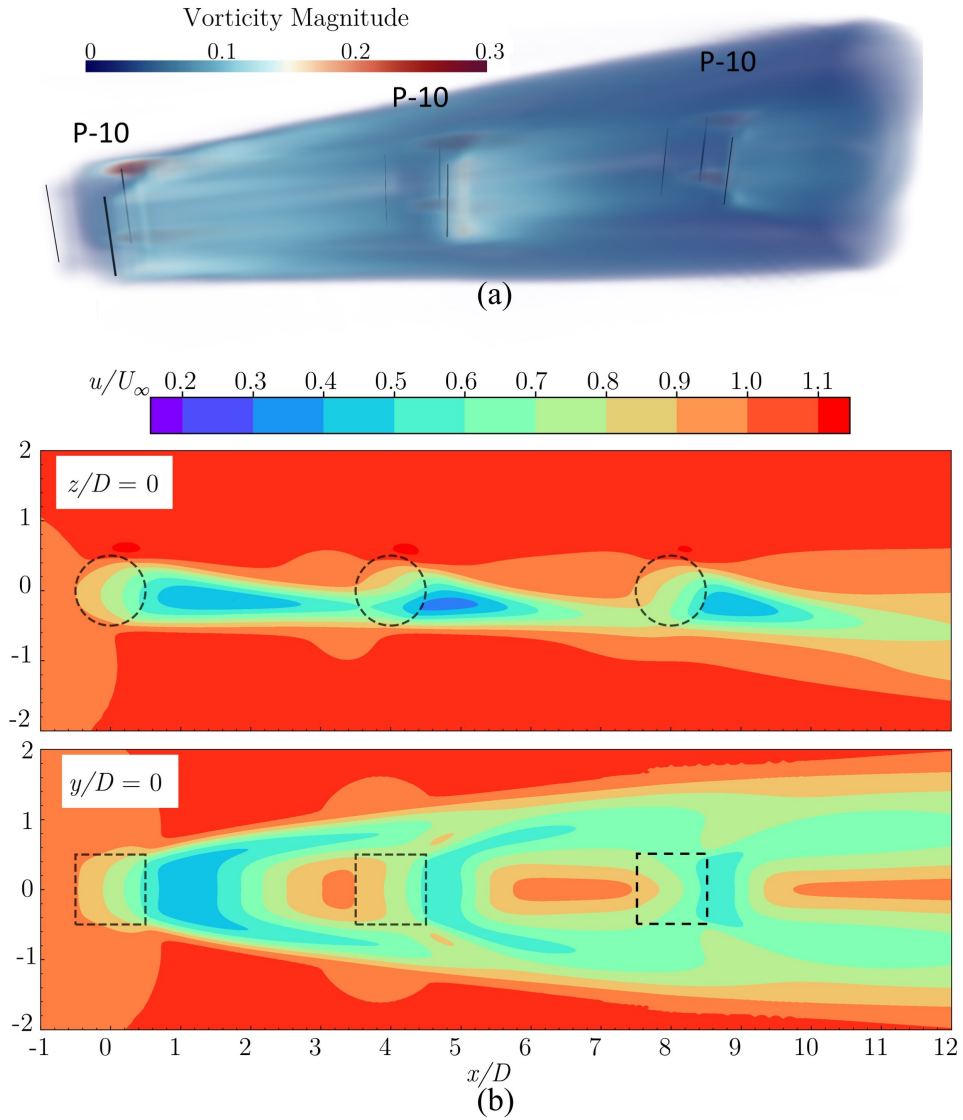 Vorticity Magnitude
0 0.1 0.2 0.3
P-10
P-10
P-10
(a)
u/U∞ 0.2 0.3 0.4 0.5 0.6 0.7 0.8 0.9 1.0 1.1
2
z/D = 0
1
0
-1
-2
2
y/D = 0
1
0
-1
-2
-1 0 1 2 3 4 5 6 7 8 9 10 11 12
x/D
(b)